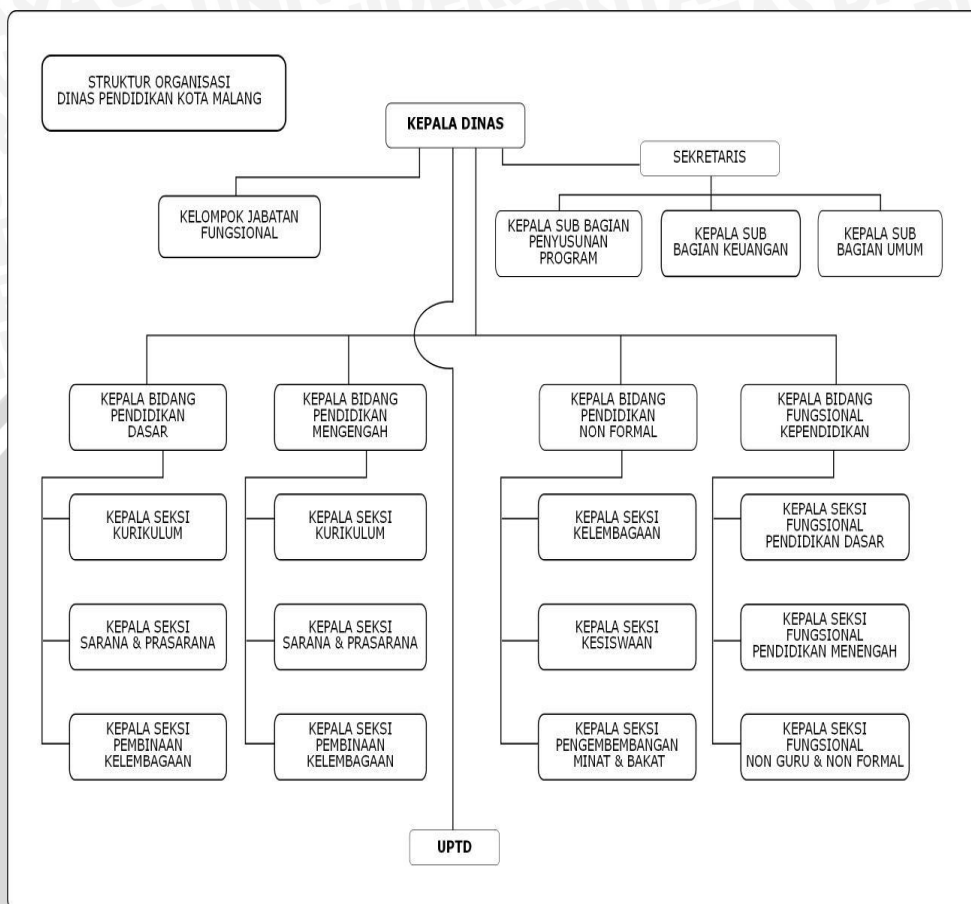 STRUKTUR ORGANISASI
DINAS PENDIDIKAN KOTA MALANG
KEPALA DINAS
SEKRETARIS
KELOMPOK JABATAN
FUNGSIONAL
KEPALA SUB BAGIAN
PENYUSUNAN
PROGRAM
KEPALA SUB
BAGIAN KEUANGAN
KEPALA SUB
BAGIAN UMUM
KEPALA BIDANG
PENDIDIKAN
DASAR
KEPALA BIDANG
PENDIDIKAN
MENGENGAH
KEPALA BIDANG
PENDIDIKAN
NON FORMAL
KEPALA BIDANG
FUNGSIONAL
KEPENDIDIKAN
KEPALA SEKSI
KURIKULUM
KEPALA SEKSI
KURIKULUM
KEPALA SEKSI
KELEMBAGAAN
KEPALA SEKSI
FUNGSIONAL
PENDIDIKAN DASAR
KEPALA SEKSI
SARANA & PRASARANA
KEPALA SEKSI
SARANA & PRASARANA
KEPALA SEKSI
KESISWAAN
KEPALA SEKSI
FUNGSIONAL
PENDIDIKAN MENENGAH
KEPALA SEKSI
PEMBINAAN
KELEMBAGAAN
KEPALA SEKSI
PEMBINAAN
KELEMBAGAAN
KEPALA SEKSI
PENGEMBEMBANGAN
MINAT & BAKAT
KEPALA SEKSI
FUNGSIONAL
NON GURU & NON FORMAL
UPTD